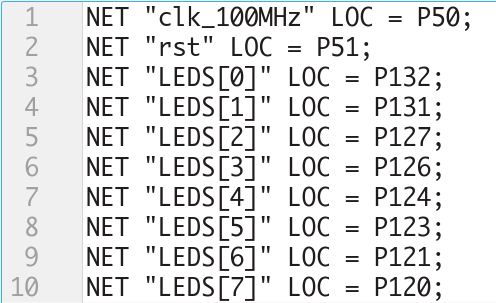 1 NET "clk_100MHz" LOC = P50;
2 NET "rst" LOC = P51;
3 NET "LEDS[0]" LOC = P132;
4 NET "LEDS[1]" LOC = P131;
5 NET "LEDS[2]" LOC = P127;
6 NET "LEDS[3]" LOC = P126;
7 NET "LEDS[4]" LOC = P124;
8 NET "LEDS[5]" LOC = P123;
9 NET "LEDS[6]" LOC = P121;
10 NET "LEDS[7]" LOC = P120;